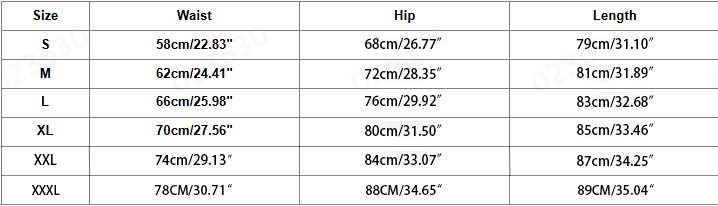 Size Waist Hip Length
S 58cm/22.83" 68cm/26.77″ 79cm/31.10″
M 62cm/24.41" 72cm/28.35″ 81cm/31.89″
L 66cm/25.98" 76cm/29.92″ 83cm/32.68″
XL 70cm/27.56" 80cm/31.50″ 85cm/33.46″
XXL 74cm/29.13″ 84cm/33.07″ 87cm/34.25″
XXXL 78CM/30.71“ 88CM/34.65“ 89CM/35.04“